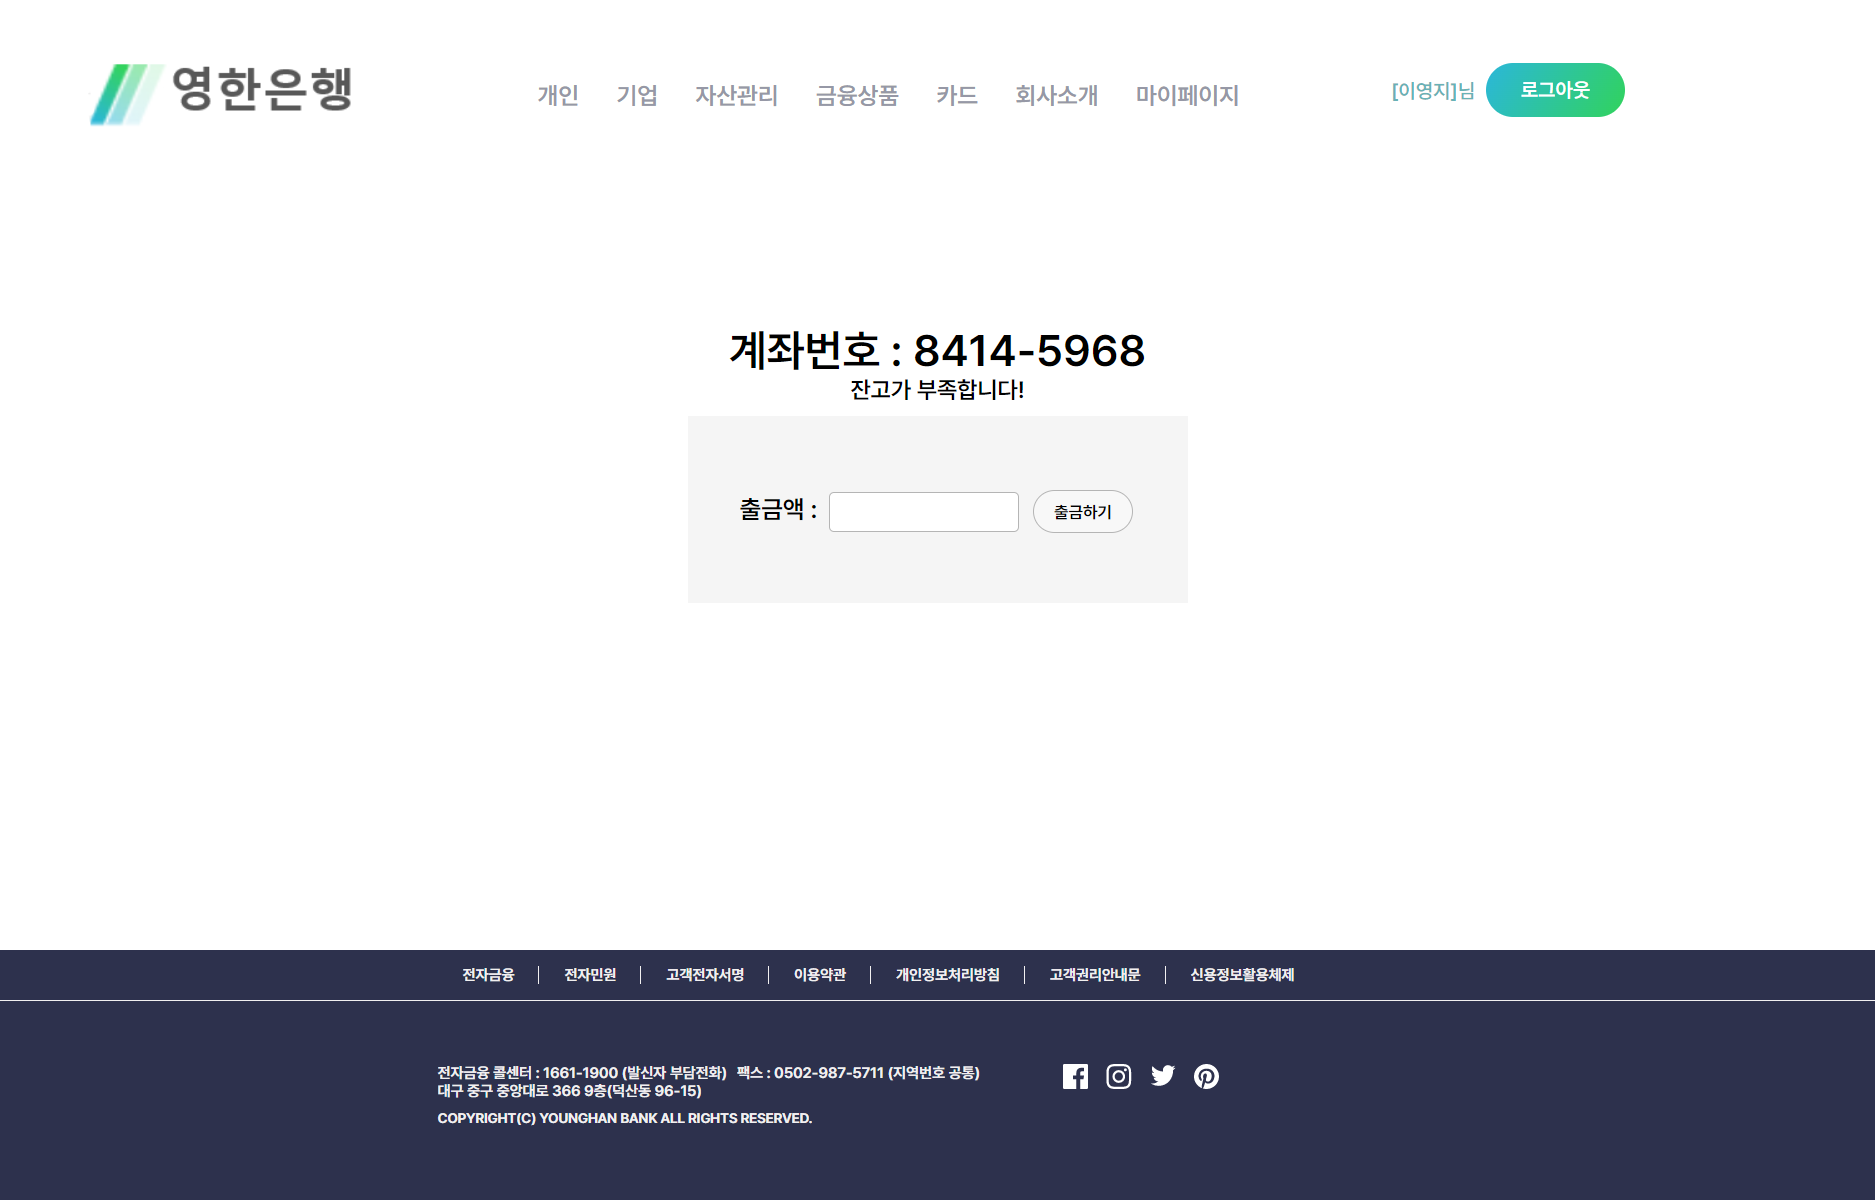 영한은행
개인 기업 자산관리 금융상품 카드 회사소개 마이페이지
[이영지]님 로그아웃
계좌번호 : 8414-5968
잔고가 부족합니다!
출금액 : 출금하기
전자금융 전자민원 고객전자서명 이용약관 개인정보처리방침 고객권리안내문 신용정보활용체제
전자금융 콜센터 : 1661-1900 (발신자 부담전화) 팩스 : 0502-987-5711 (지역번호 공통)
대구 중구 중앙대로 366 9층(덕산동 96-15)
COPYRIGHT(C) YOUNGHAN BANK ALL RIGHTS RESERVED.